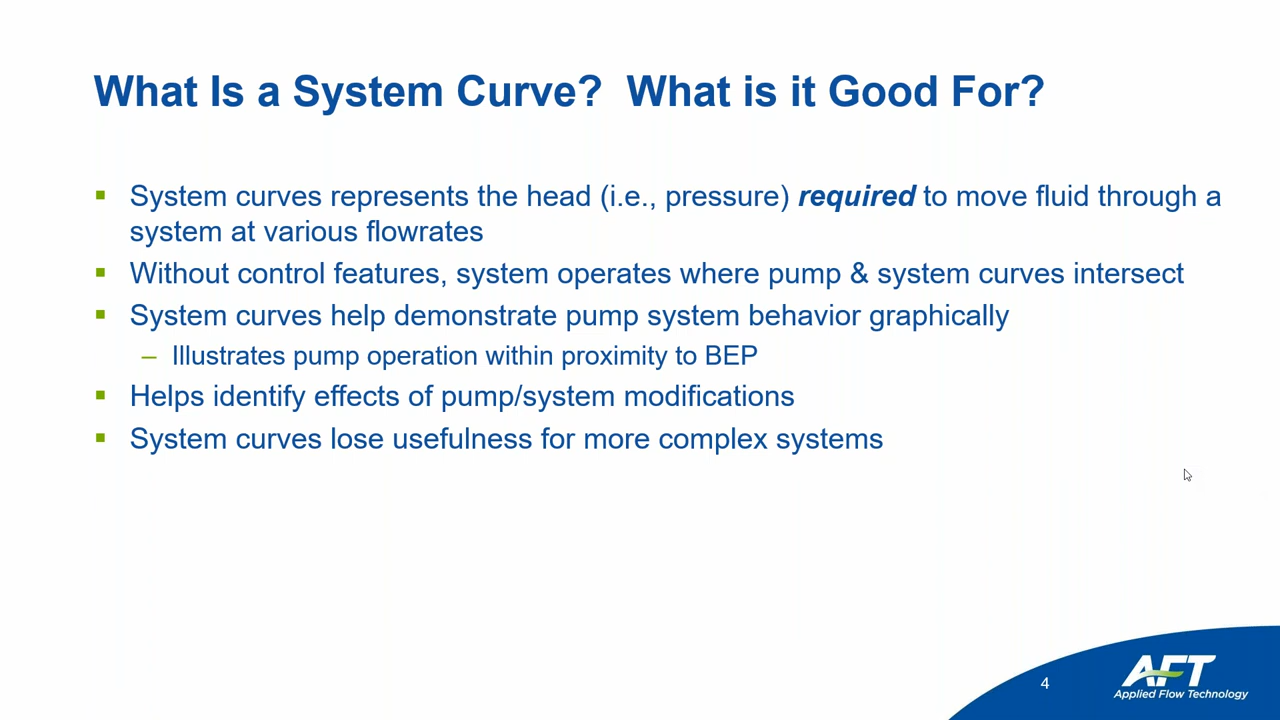 What Is a System Curve?  What is it Good For?
System curves represents the head (i.e., pressure) required to move fluid through a
system at various flowrates
Without control features, system operates where pump & system curves intersect
System curves help demonstrate pump system behavior graphically
– Illustrates pump operation within proximity to BEP
Helps identify effects of pump/system modifications
System curves lose usefulness for more complex systems
4
AFT
Applied Flow Technology